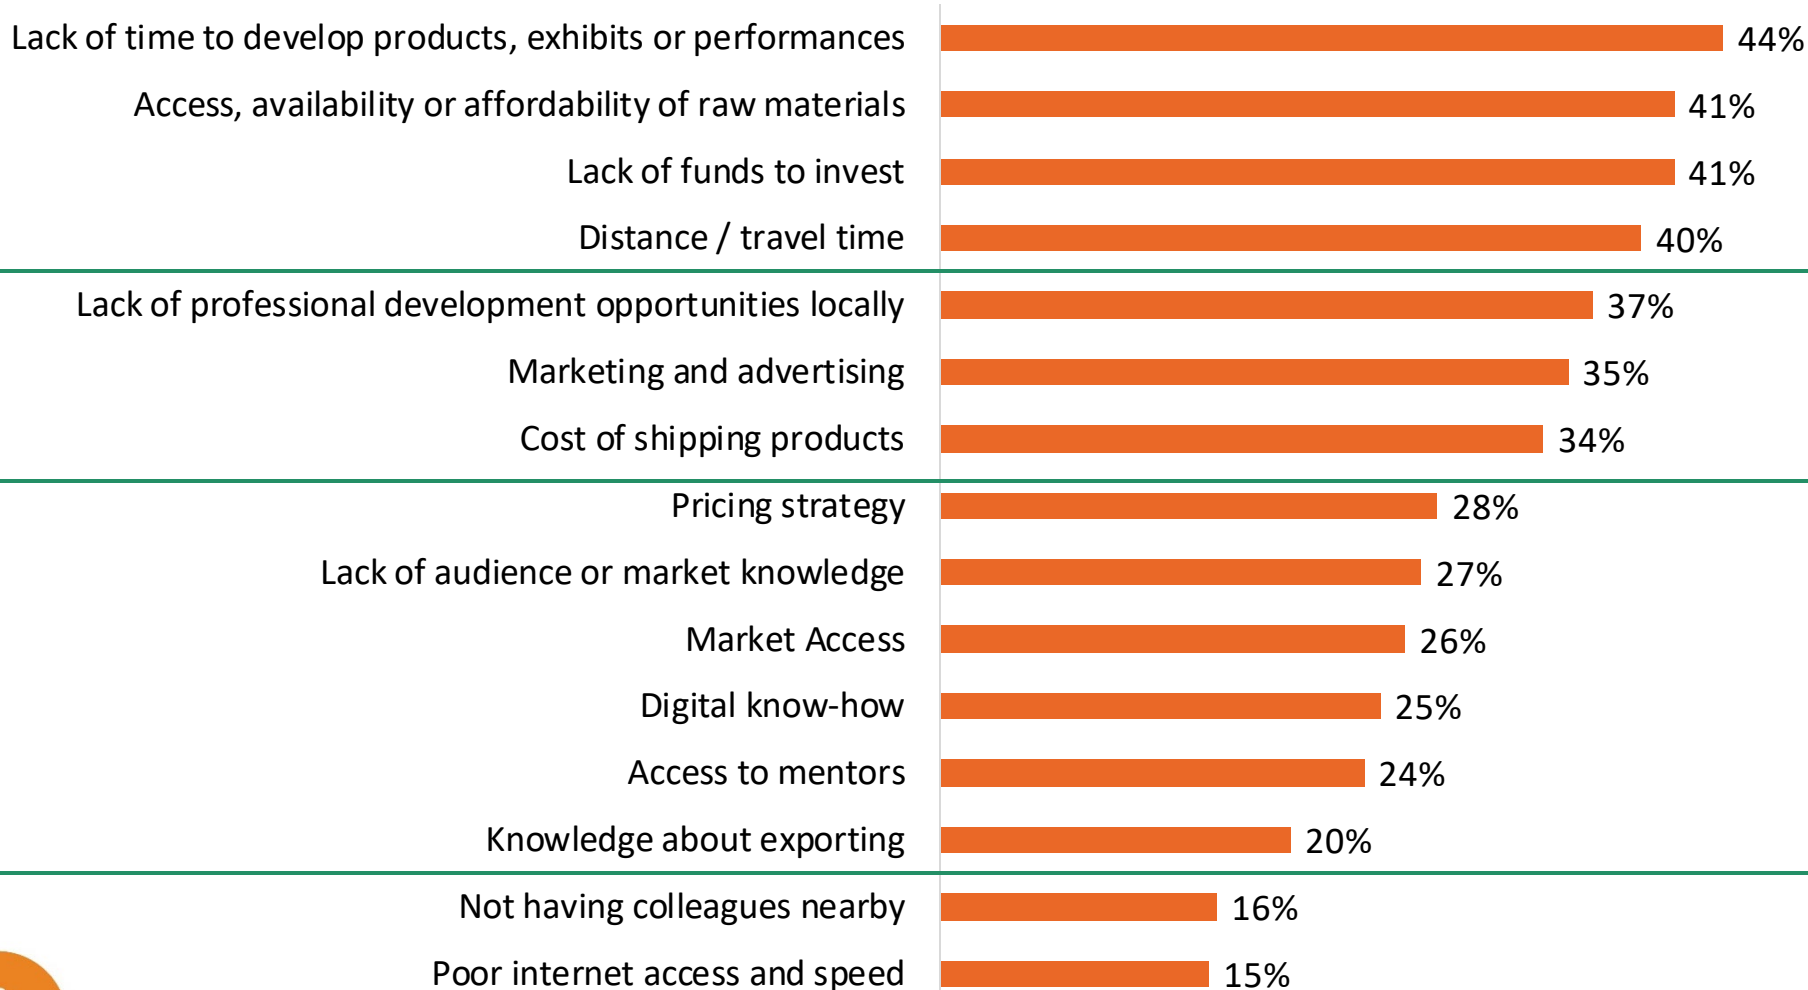 Lack of time to develop products, exhibits or performances 44%
Access, availability or affordability of raw materials 41%
Lack of funds to invest 41%
Distance / travel time 40%
Lack of professional development opportunities locally 37%
Marketing and advertising 35%
Cost of shipping products 34%
Pricing strategy 28%
Lack of audience or market knowledge 27%
Market Access 26%
Digital know-how 25%
Access to mentors 24%
Knowledge about exporting 20%
Not having colleagues nearby 16%
Poor internet access and speed 15%